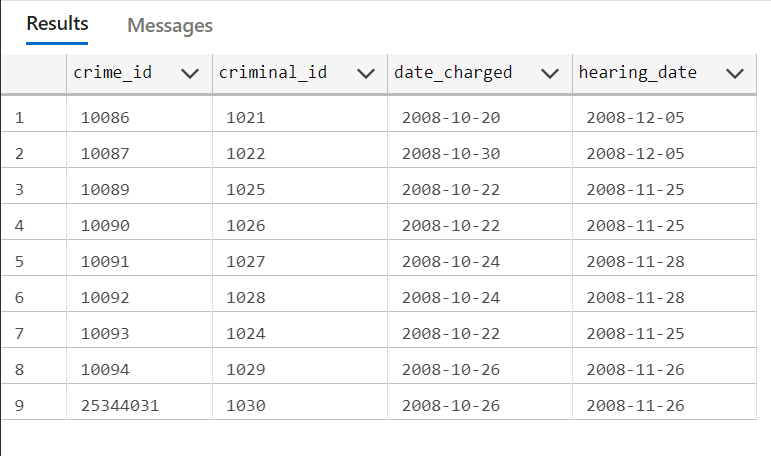 Results Messages
crime_id criminal_id date_charged hearing_date
1 10086 1021 2008-10-20 2008-12-05
2 10087 1022 2008-10-30 2008-12-05
3 10089 1025 2008-10-22 2008-11-25
4 10090 1026 2008-10-22 2008-11-25
5 10091 1027 2008-10-24 2008-11-28
6 10092 1028 2008-10-24 2008-11-28
7 10093 1024 2008-10-22 2008-11-25
8 10094 1029 2008-10-26 2008-11-26
9 25344031 1030 2008-10-26 2008-11-26